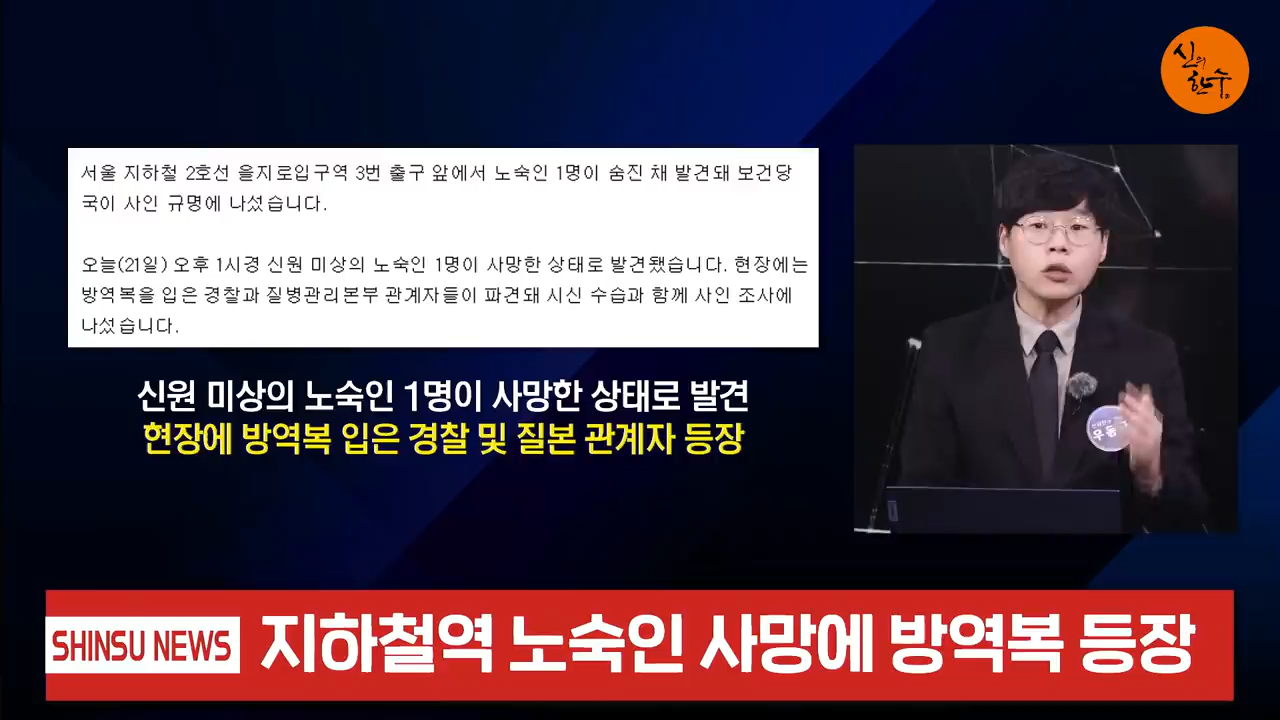 신의
한수
서울 지하철 2호선 을지로입구역 3번 출구 앞에서 노숙인 1명이 숨진 채 발견돼 보건당
국이 사인 규명에 나섰습니다.
오늘(21일) 오후 1시경 신원 미상의 노숙인 1명이 사망한 상태로 발견됐습니다. 현장에는
방역복을 입은 경찰과 질병관리본부 관계자들이 파견돼 시신 수습과 함께 사인 조사에
나섰습니다.
신원 미상의 노숙인 1명이 사망한 상태로 발견
현장에 방역복 입은 경찰 및 질본 관계자 등장
우동
SHINSU NEWS 지하철역 노숙인 사망에 방역복 등장